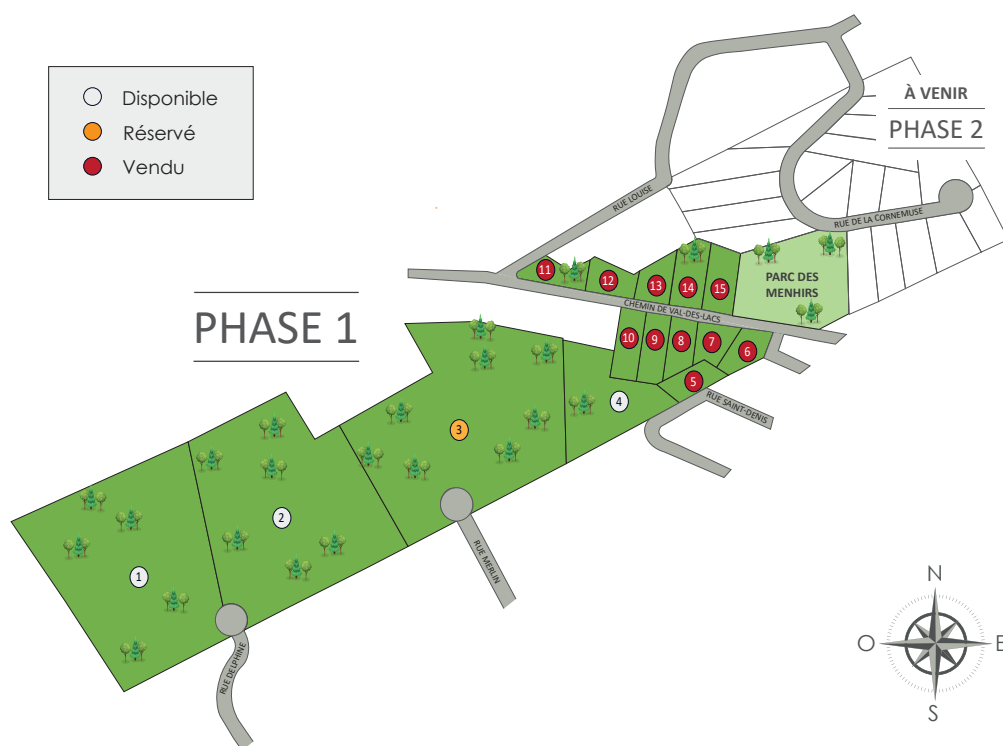 Disponible
Réservé
Vendu
À VENIR
PHASE 2
RUE LOUISE
RUE DE LA CORNEMUSE
PARC DES
MENHIRS
11
12
13
14
15
CHEMIN DE VAL-DES-LACS
PHASE 1
10
9
8
7
6
5
RUE SAINT-DENIS
4
3
2
1
RUE MERLIN
RUE DELPHINE
N
O
E
S